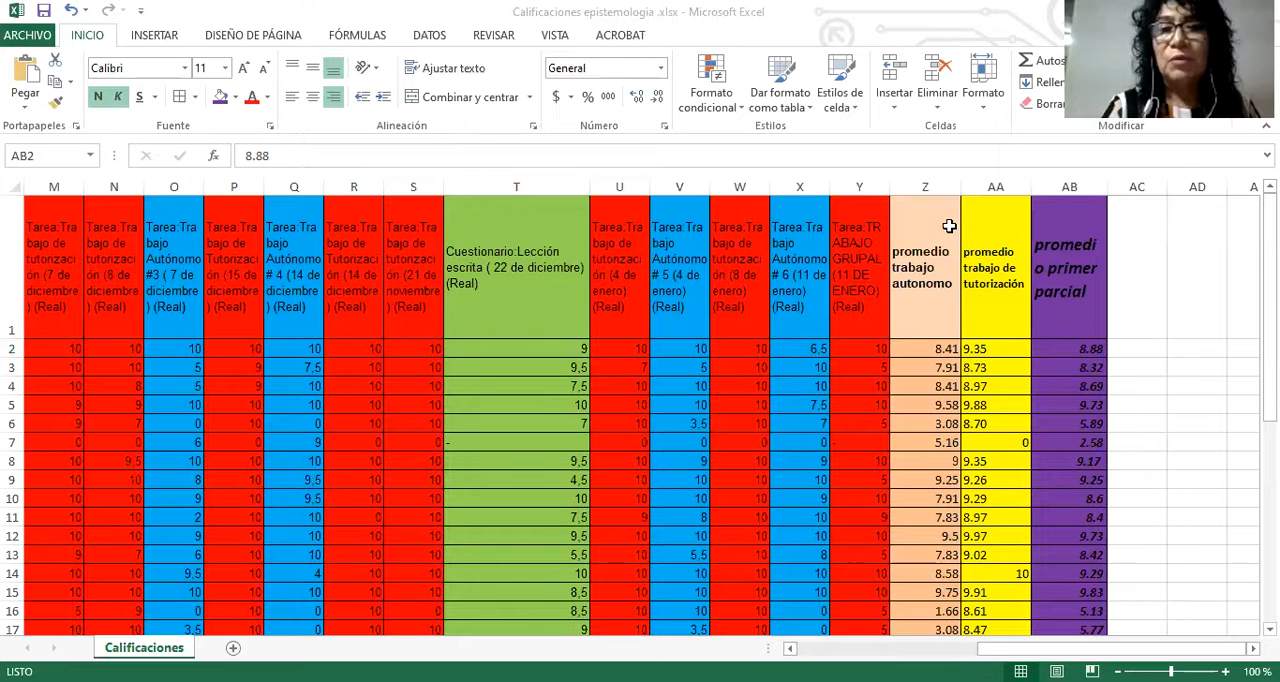 Calificaciones epistemologia .xlsx - Microsoft Excel
ARCHIVO INICIO INSERTAR DISEÑO DE PÁGINA FÓRMULAS DATOS REVISAR VISTA ACROBAT
Pegar
Calibri 11
N K S
Ajustar texto
Combinar y centrar
General
$ % 000
Formato condicional
Dar formato como tabla
Estilos de celda
Insertar Eliminar Formato
Autos
Rellen
Borra
Portapapeles Fuente Alineación Número Estilos Celdas Modificar
AB2 fx 8.88
M N O P Q R S T U V W X Y Z AA AB AC AD A
1
Tarea:Trabajo de tutorización (7 de diciembre) (Real)
Tarea:Trabajo de tutorización (8 de diciembre) (Real)
Tarea:Trabajo Autónomo #3 ( 7 de diciembre) (Real)
Tarea:Trabajo de tutorización (15 de diciembre) (Real)
Tarea:Trabajo Autónomo # 4 (14 de diciembre) (Real)
Tarea:Trabajo de tutorización (14 de diciembre) (Real)
Tarea:Trabajo de tutorización (21 de noviembre) (Real)
Cuestionario:Lección escrita ( 22 de diciembre) (Real)
Tarea:Trabajo de tutorización (4 de enero) (Real)
Tarea:Trabajo Autónomo # 5 (4 de enero) (Real)
Tarea:Trabajo de tutorización (8 de enero) (Real)
Tarea:Trabajo Autónomo # 6 (11 de enero) (Real)
Tarea:TRABAJO GRUPAL (11 DE ENERO) (Real)
promedio trabajo autonomo
promedio trabajo de tutorización
promedio primer parcial
2 10 10 10 10 10 10 10 9 10 10 10 6,5 10 8.41 9.35 8.88
3 10 10 5 9 7,5 10 10 9,5 7 5 10 10 5 7.91 8.73 8.32
4 10 8 5 9 10 10 10 7,5 10 10 10 10 5 8.41 8.97 8.69
5 9 9 10 10 10 10 10 10 10 10 10 7,5 10 9.58 9.88 9.73
6 9 7 0 10 0 10 10 7 10 3,5 10 7 5 3.08 8.70 5.89
7 0 0 6 0 9 0 0 - 0 0 0 0 - 5.16 0 2.58
8 10 9,5 10 10 10 10 10 9,5 10 9 10 9 10 9 9.35 9.17
9 10 10 8 10 9,5 10 10 4,5 10 10 10 10 5 9.25 9.26 9.25
10 10 10 9 10 9,5 10 10 10 10 10 10 9 10 7.91 9.29 8.6
11 10 10 2 10 10 0 10 7,5 9 8 10 10 9 7.83 8.97 8.4
12 10 10 9 10 10 10 10 10 10 10 10 10 10 9.5 9.97 9.73
13 9 7 6 10 10 10 10 5,5 10 5,5 10 8 5 7.83 9.02 8.42
14 10 10 9,5 10 4 10 10 10 10 10 10 10 10 8.58 10 9.29
15 10 10 10 10 10 10 10 8,5 10 10 10 10 10 9.75 9.91 9.83
16 5 9 0 10 0 10 10 8,5 10 10 10 0 5 1.66 8.61 5.13
17 10 10 3,5 10 0 10 10 9 10 3,5 10 0 5 3.08 8.47 5.77
Calificaciones
LISTO 100 %